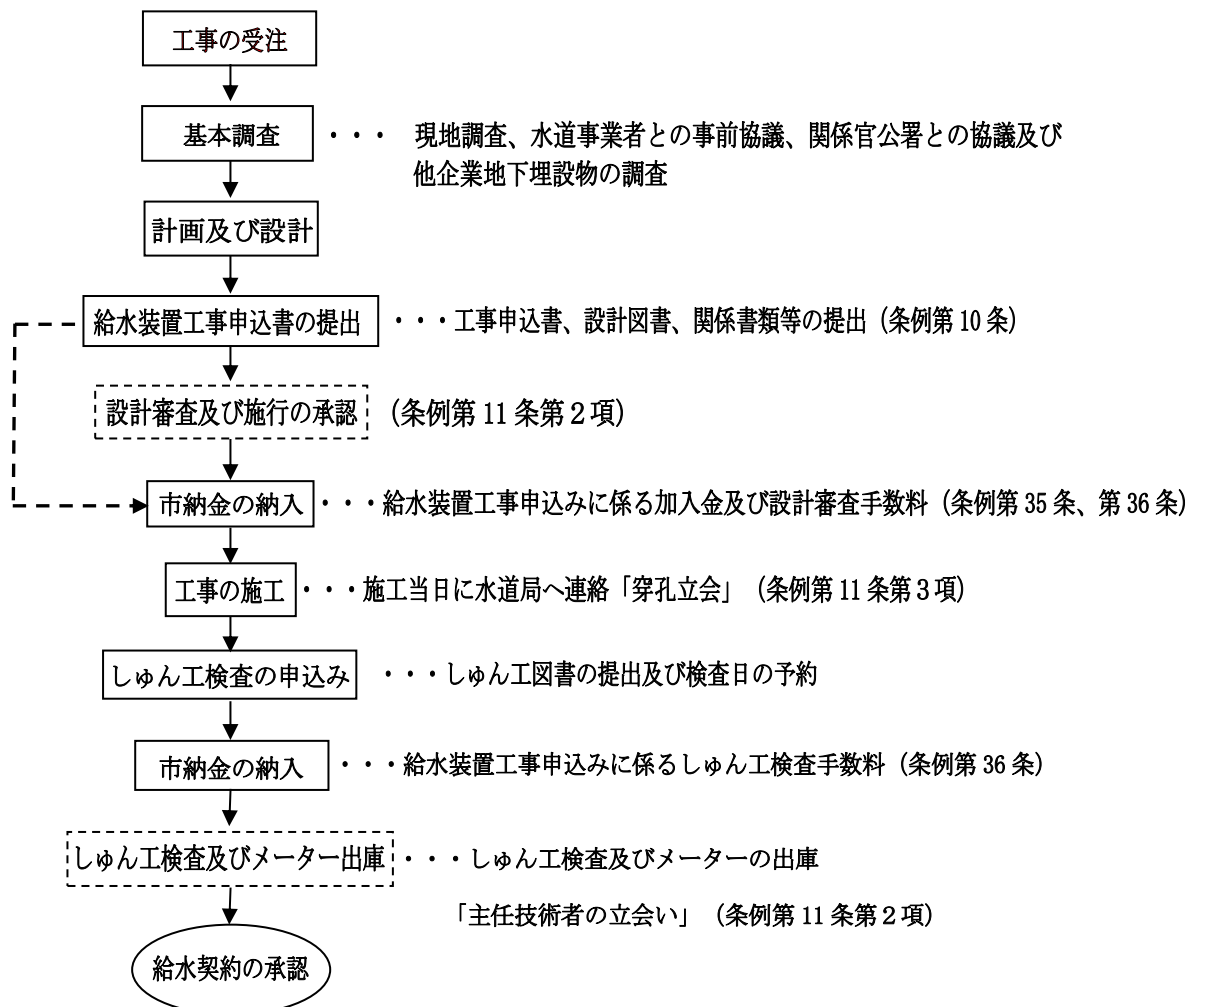 工事の受注
基本調査 ・・・ 現地調査、水道事業者との事前協議、関係官公署との協議及び
他企業地下埋設物の調査
計画及び設計
給水装置工事申込書の提出 ・・・工事申込書、設計図書、関係書類等の提出（条例第 10 条）
設計審査及び施行の承認 （条例第 11 条第２項）
市納金の納入 ・・・給水装置工事申込みに係る加入金及び設計審査手数料（条例第 35 条、第 36 条）
工事の施工 ・・・施工当日に水道局へ連絡「穿孔立会」（条例第 11 条第３項）
しゅん工検査の申込み ・・・しゅん工図書の提出及び検査日の予約
市納金の納入 ・・・給水装置工事申込みに係るしゅん工検査手数料（条例第 36 条）
しゅん工検査及びメーター出庫 ・・・しゅん工検査及びメーターの出庫
「主任技術者の立会い」（条例第 11 条第２項）
給水契約の承認